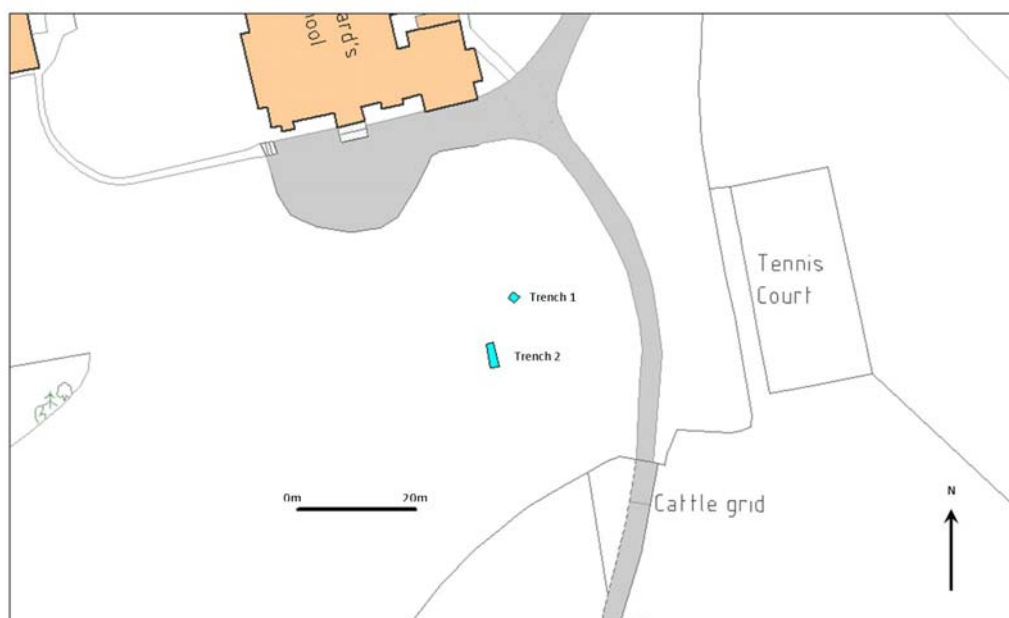 ard's
ool
Tennis
Court
Trench 1
Trench 2
0m 20m
Cattle grid
N